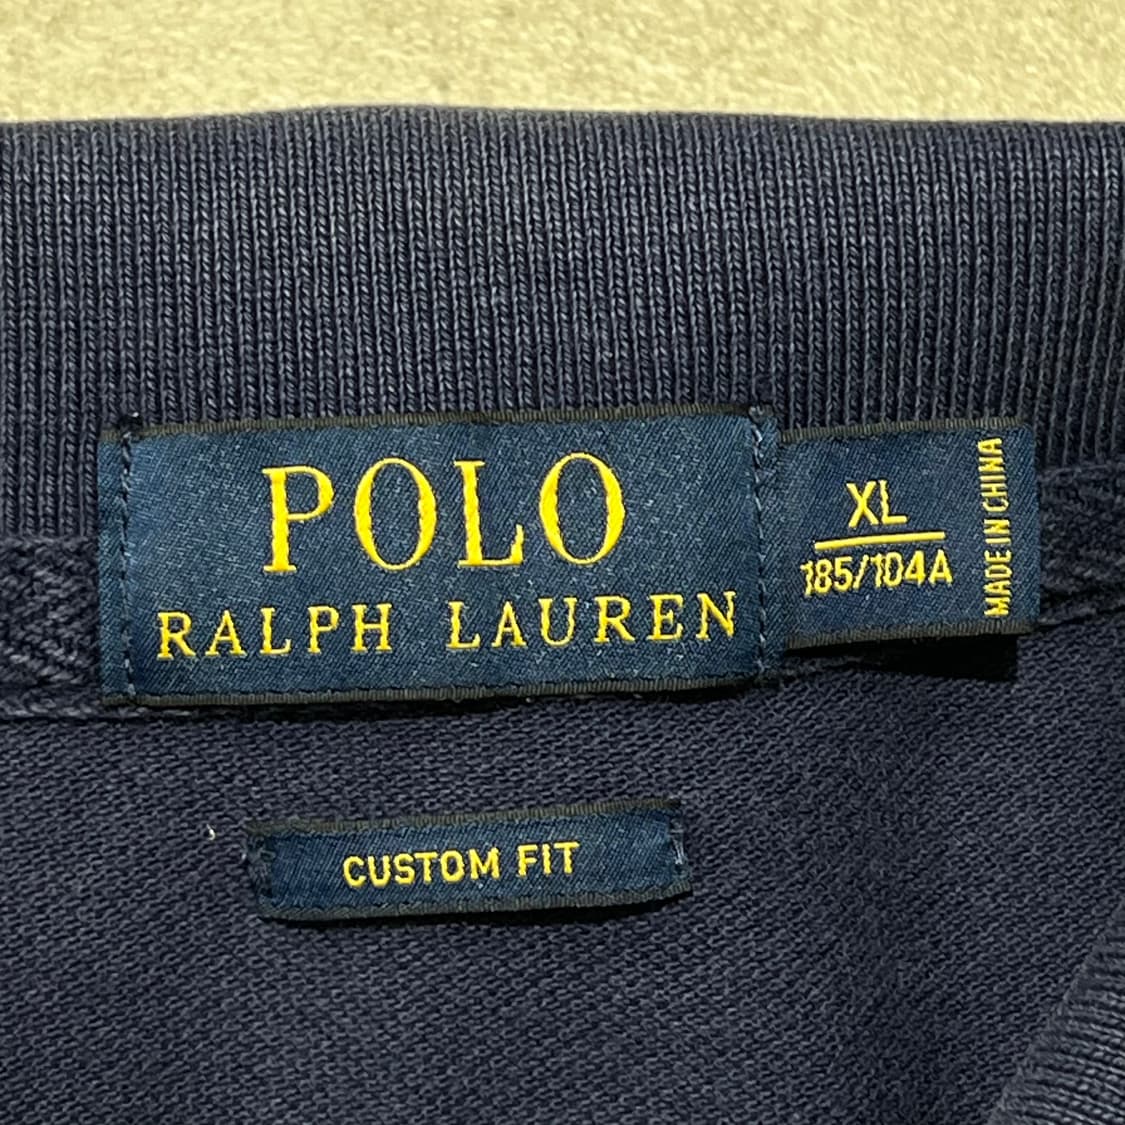 POLO
RALPH LAUREN
XL
185/104A
MADE IN CHINA
CUSTOM FIT